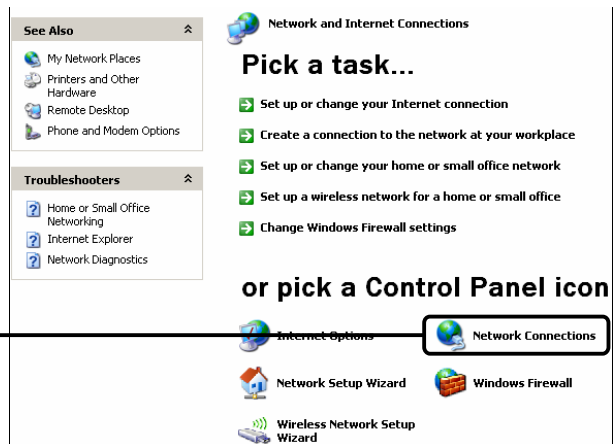 See Also
My Network Places
Printers and Other
Hardware
Remote Desktop
Phone and Modem Options
Troubleshooters
Home or Small Office
Networking
Internet Explorer
Network Diagnostics
Network and Internet Connections
Pick a task...
Set up or change your Internet connection
Create a connection to the network at your workplace
Set up or change your home or small office network
Set up a wireless network for a home or small office
Change Windows Firewall settings
or pick a Control Panel icon
Internet Options
Network Connections
Network Setup Wizard
Windows Firewall
Wireless Network Setup
Wizard